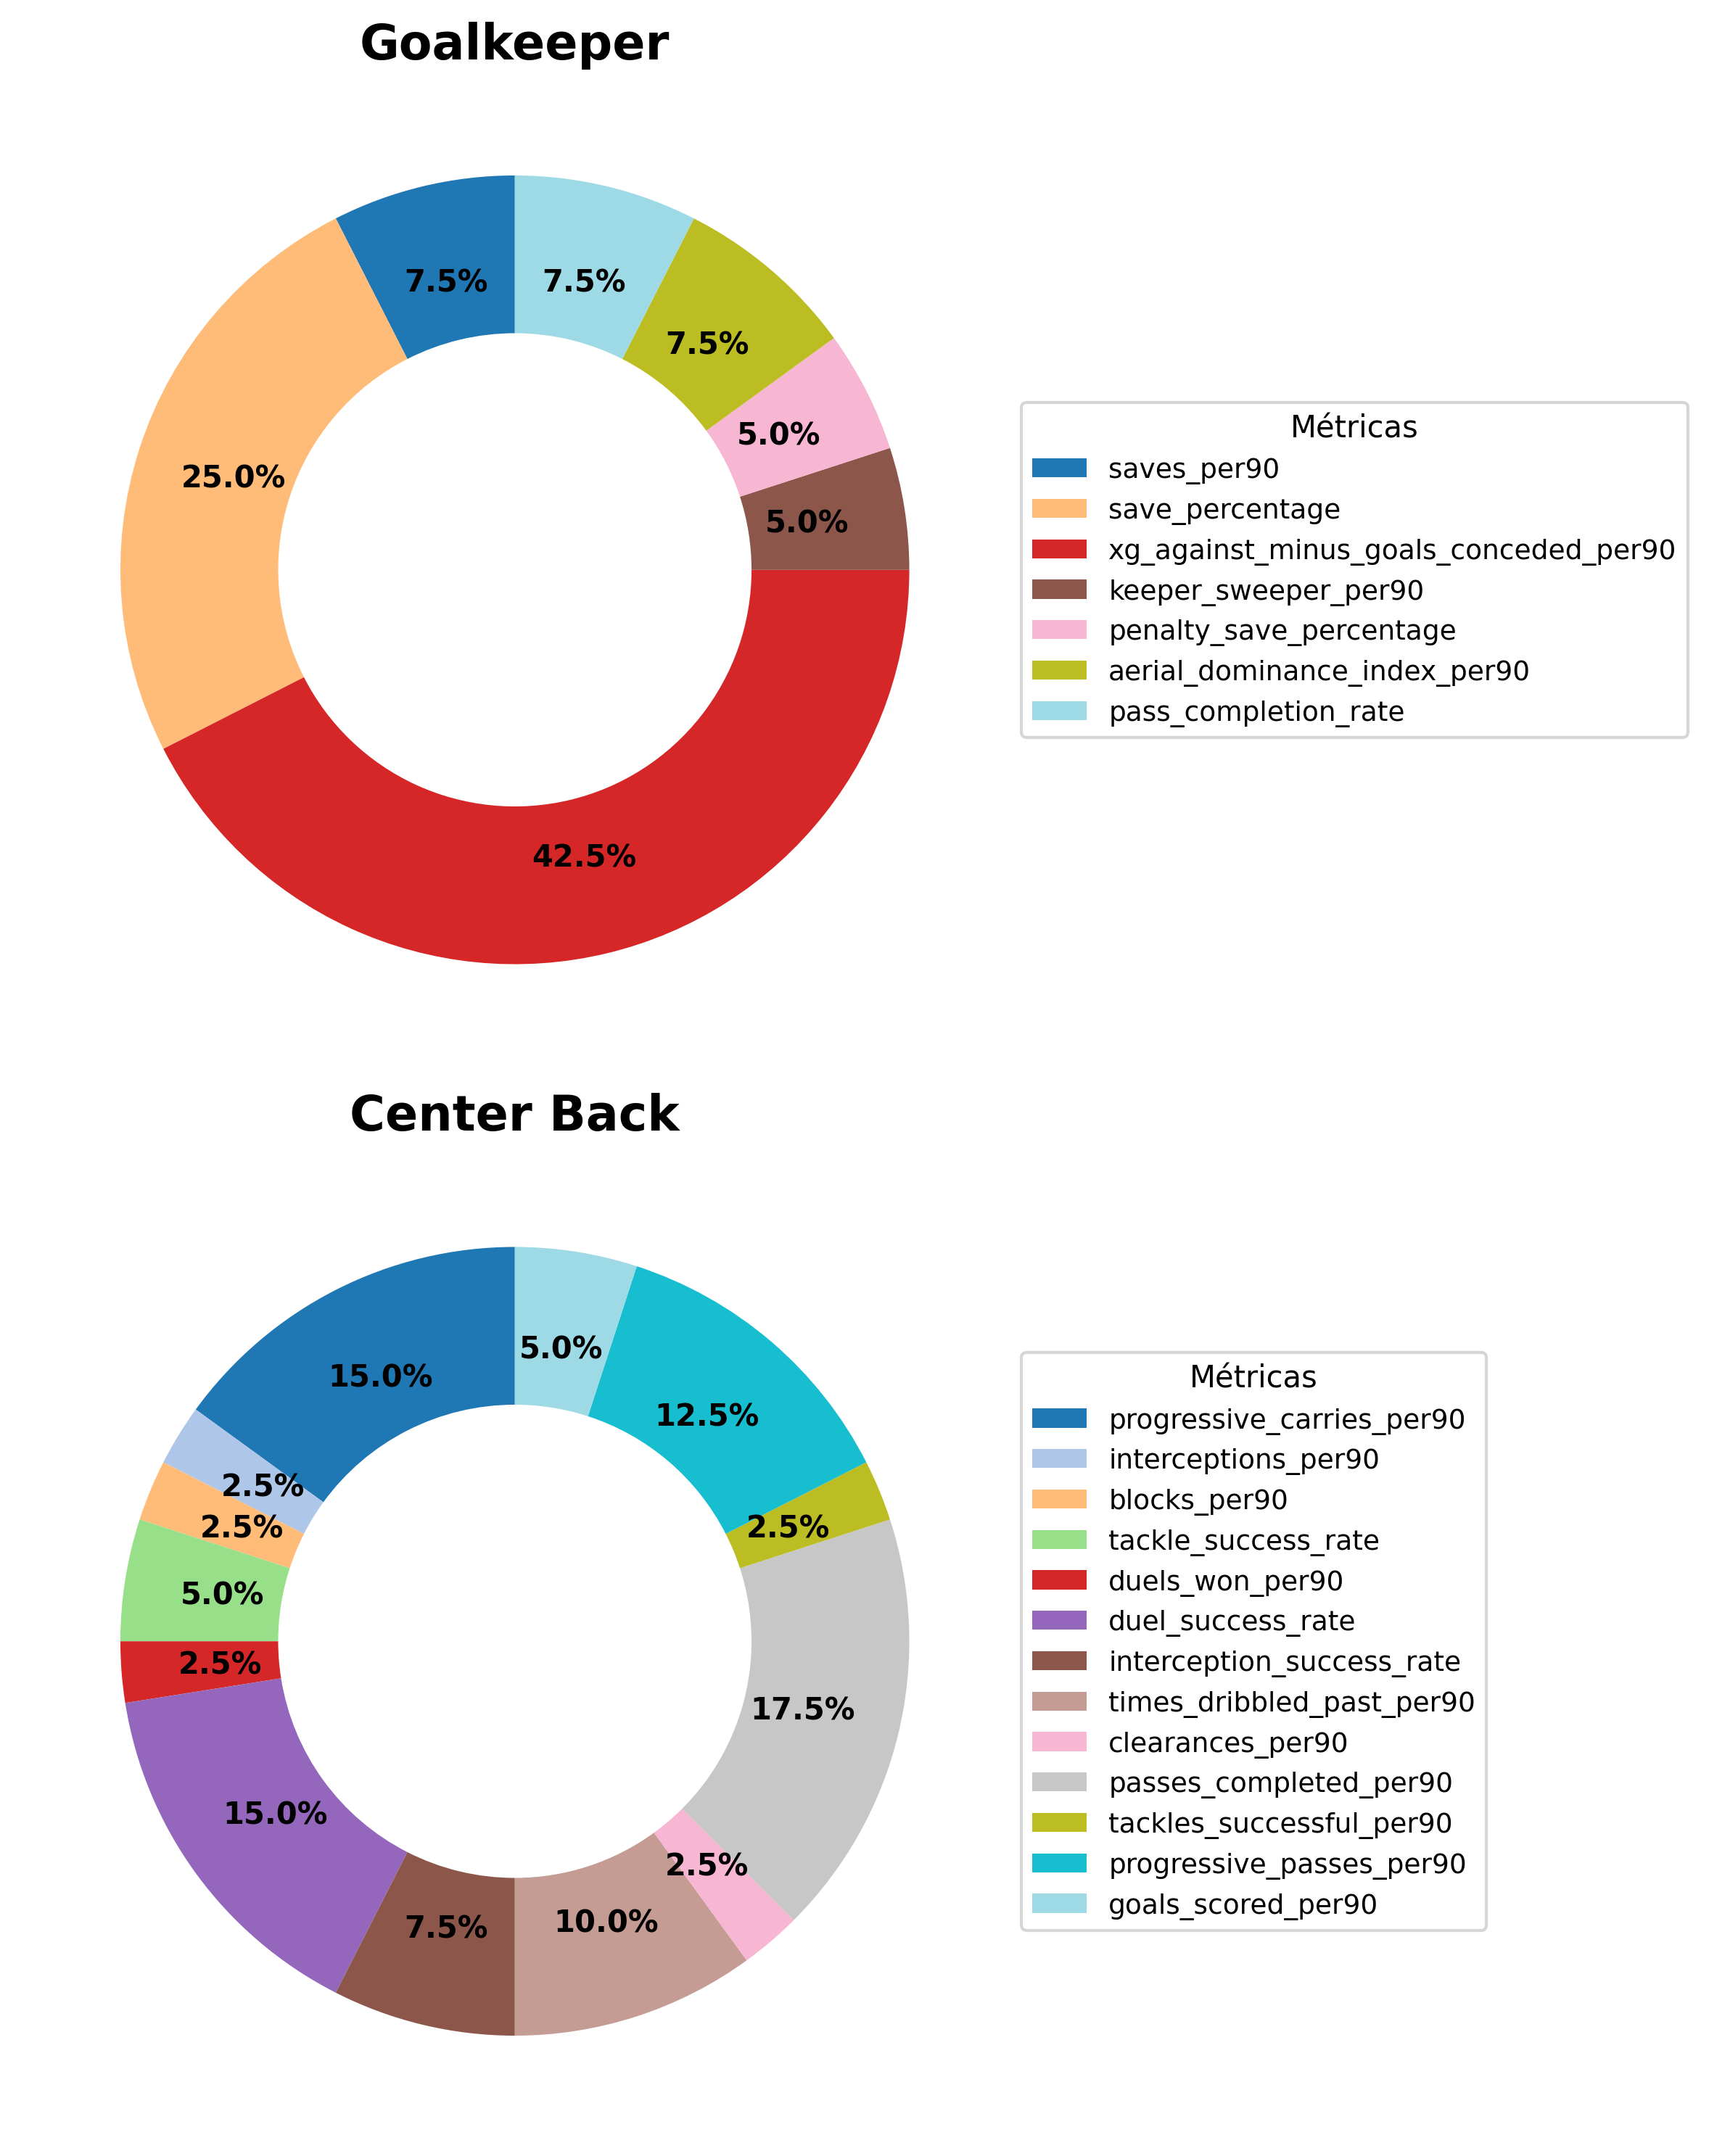 Goalkeeper
7.5%
7.5%
7.5%
5.0%
25.0%
5.0%
42.5%
Métricas
saves_per90
save_percentage
xg_against_minus_goals_conceded_per90
keeper_sweeper_per90
penalty_save_percentage
aerial_dominance_index_per90
pass_completion_rate
Center Back
5.0%
15.0%
12.5%
2.5%
2.5%
2.5%
5.0%
2.5%
17.5%
15.0%
2.5%
10.0%
7.5%
Métricas
progressive_carries_per90
interceptions_per90
blocks_per90
tackle_success_rate
duels_won_per90
duel_success_rate
interception_success_rate
times_dribbled_past_per90
clearances_per90
passes_completed_per90
tackles_successful_per90
progressive_passes_per90
goals_scored_per90